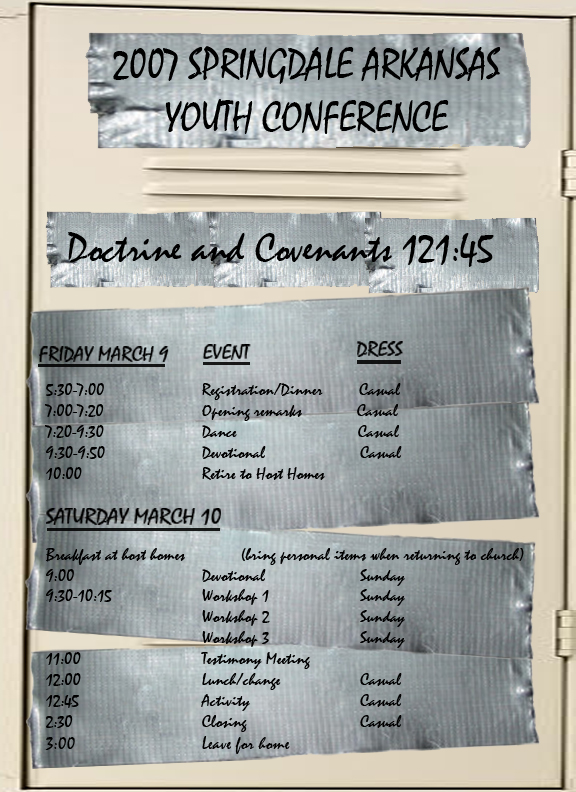 2007 SPRINGDALE ARKANSAS
YOUTH CONFERENCE
Doctrine and Covenants 121:45
FRIDAY MARCH 9 EVENT DRESS
5:30-7:00 Registration/Dinner Casual
7:00-7:20 Opening remarks Casual
7:20-9:30 Dance Casual
9:30-9:50 Devotional Casual
10:00 Retire to Host Homes
SATURDAY MARCH 10
Breakfast at host homes (bring personal items when returning to church)
9:00 Devotional Sunday
9:30-10:15 Workshop 1 Sunday
Workshop 2 Sunday
Workshop 3 Sunday
11:00 Testimony Meeting
12:00 Lunch/change Casual
12:45 Activity Casual
2:30 Closing Casual
3:00 Leave for home